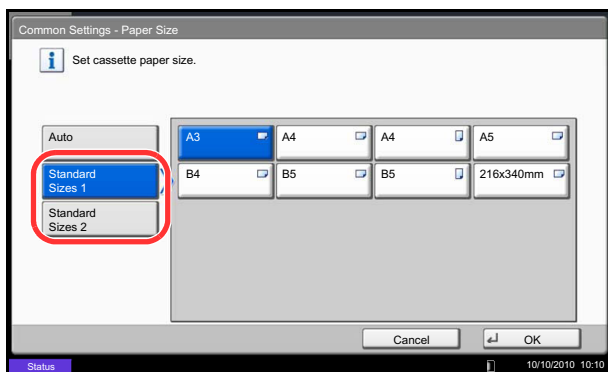 Common Settings - Paper Size
Set cassette paper size.
Auto
A3
A4
A4
A5
Standard
Sizes 1
B4
B5
B5
216x340mm
Standard
Sizes 2
Cancel
OK
Status
10/10/2010 10:10